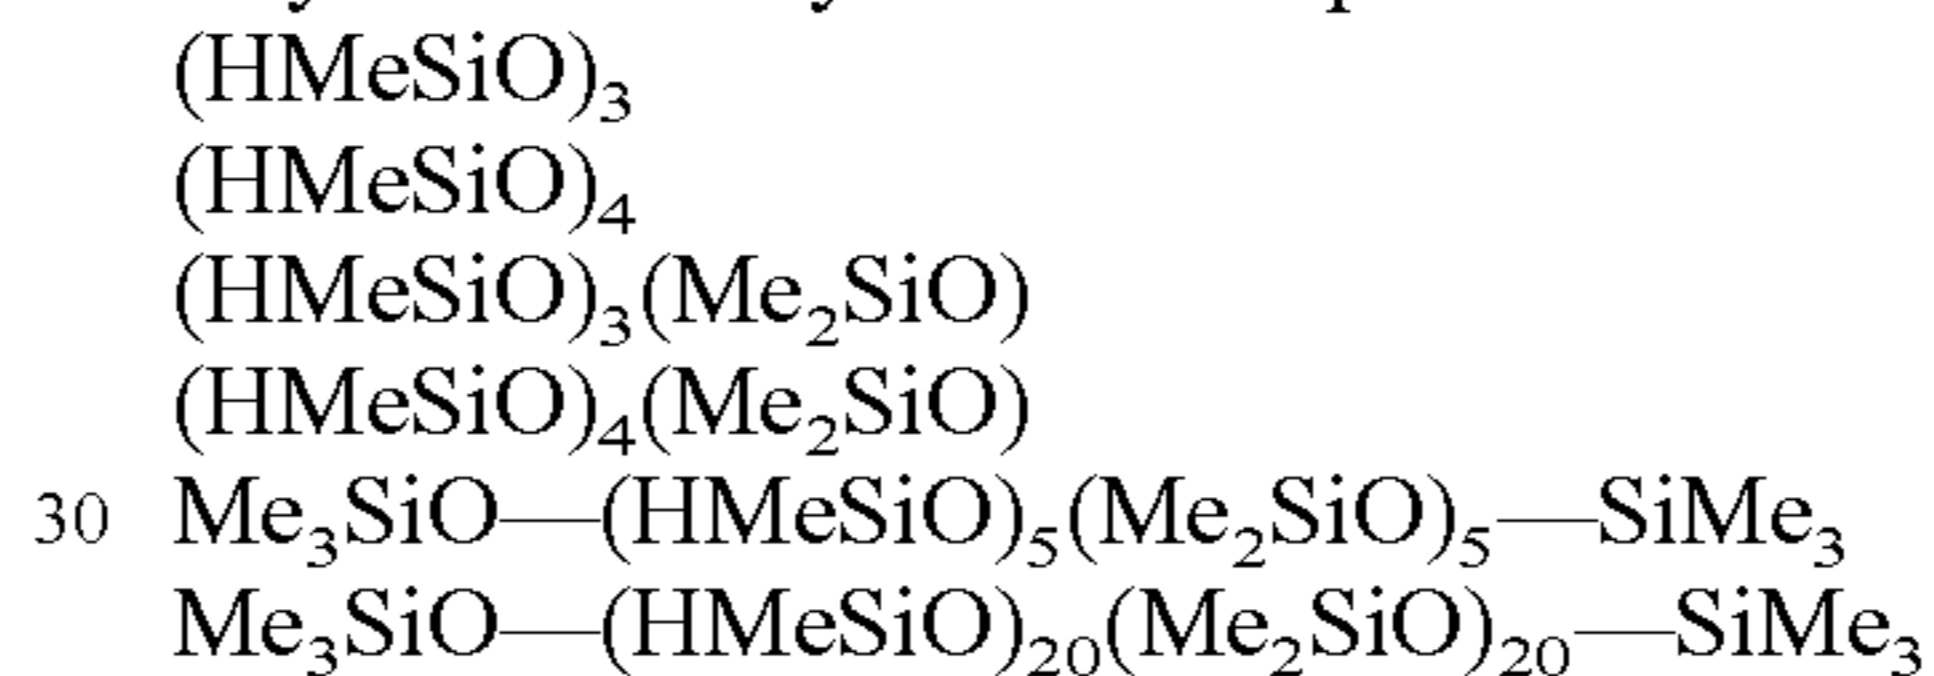 (HMeSiO)₃
(HMeSiO)₄
(HMeSiO)₃(Me₂SiO)
(HMeSiO)₄(Me₂SiO)
30 Me₃SiO—(HMeSiO)₅(Me₂SiO)₅—SiMe₃
Me₃SiO—(HMeSiO)₂₀(Me₂SiO)₂₀—SiMe₃